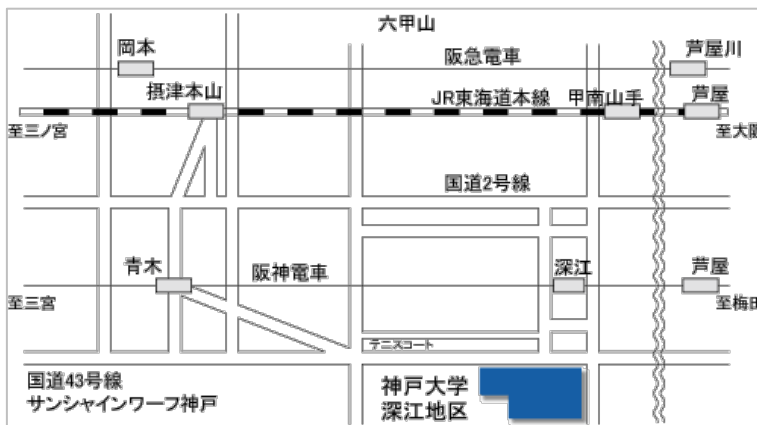 六甲山
岡本
阪急電車
芦屋川
摂津本山
JR東海道本線
甲南山手
芦屋
至三ノ宮
至大阪
国道2号線
青木
阪神電車
深江
芦屋
至三宮
至梅田
テニスコート
国道43号線
サンシャインワーフ神戸
神戸大学
深江地区